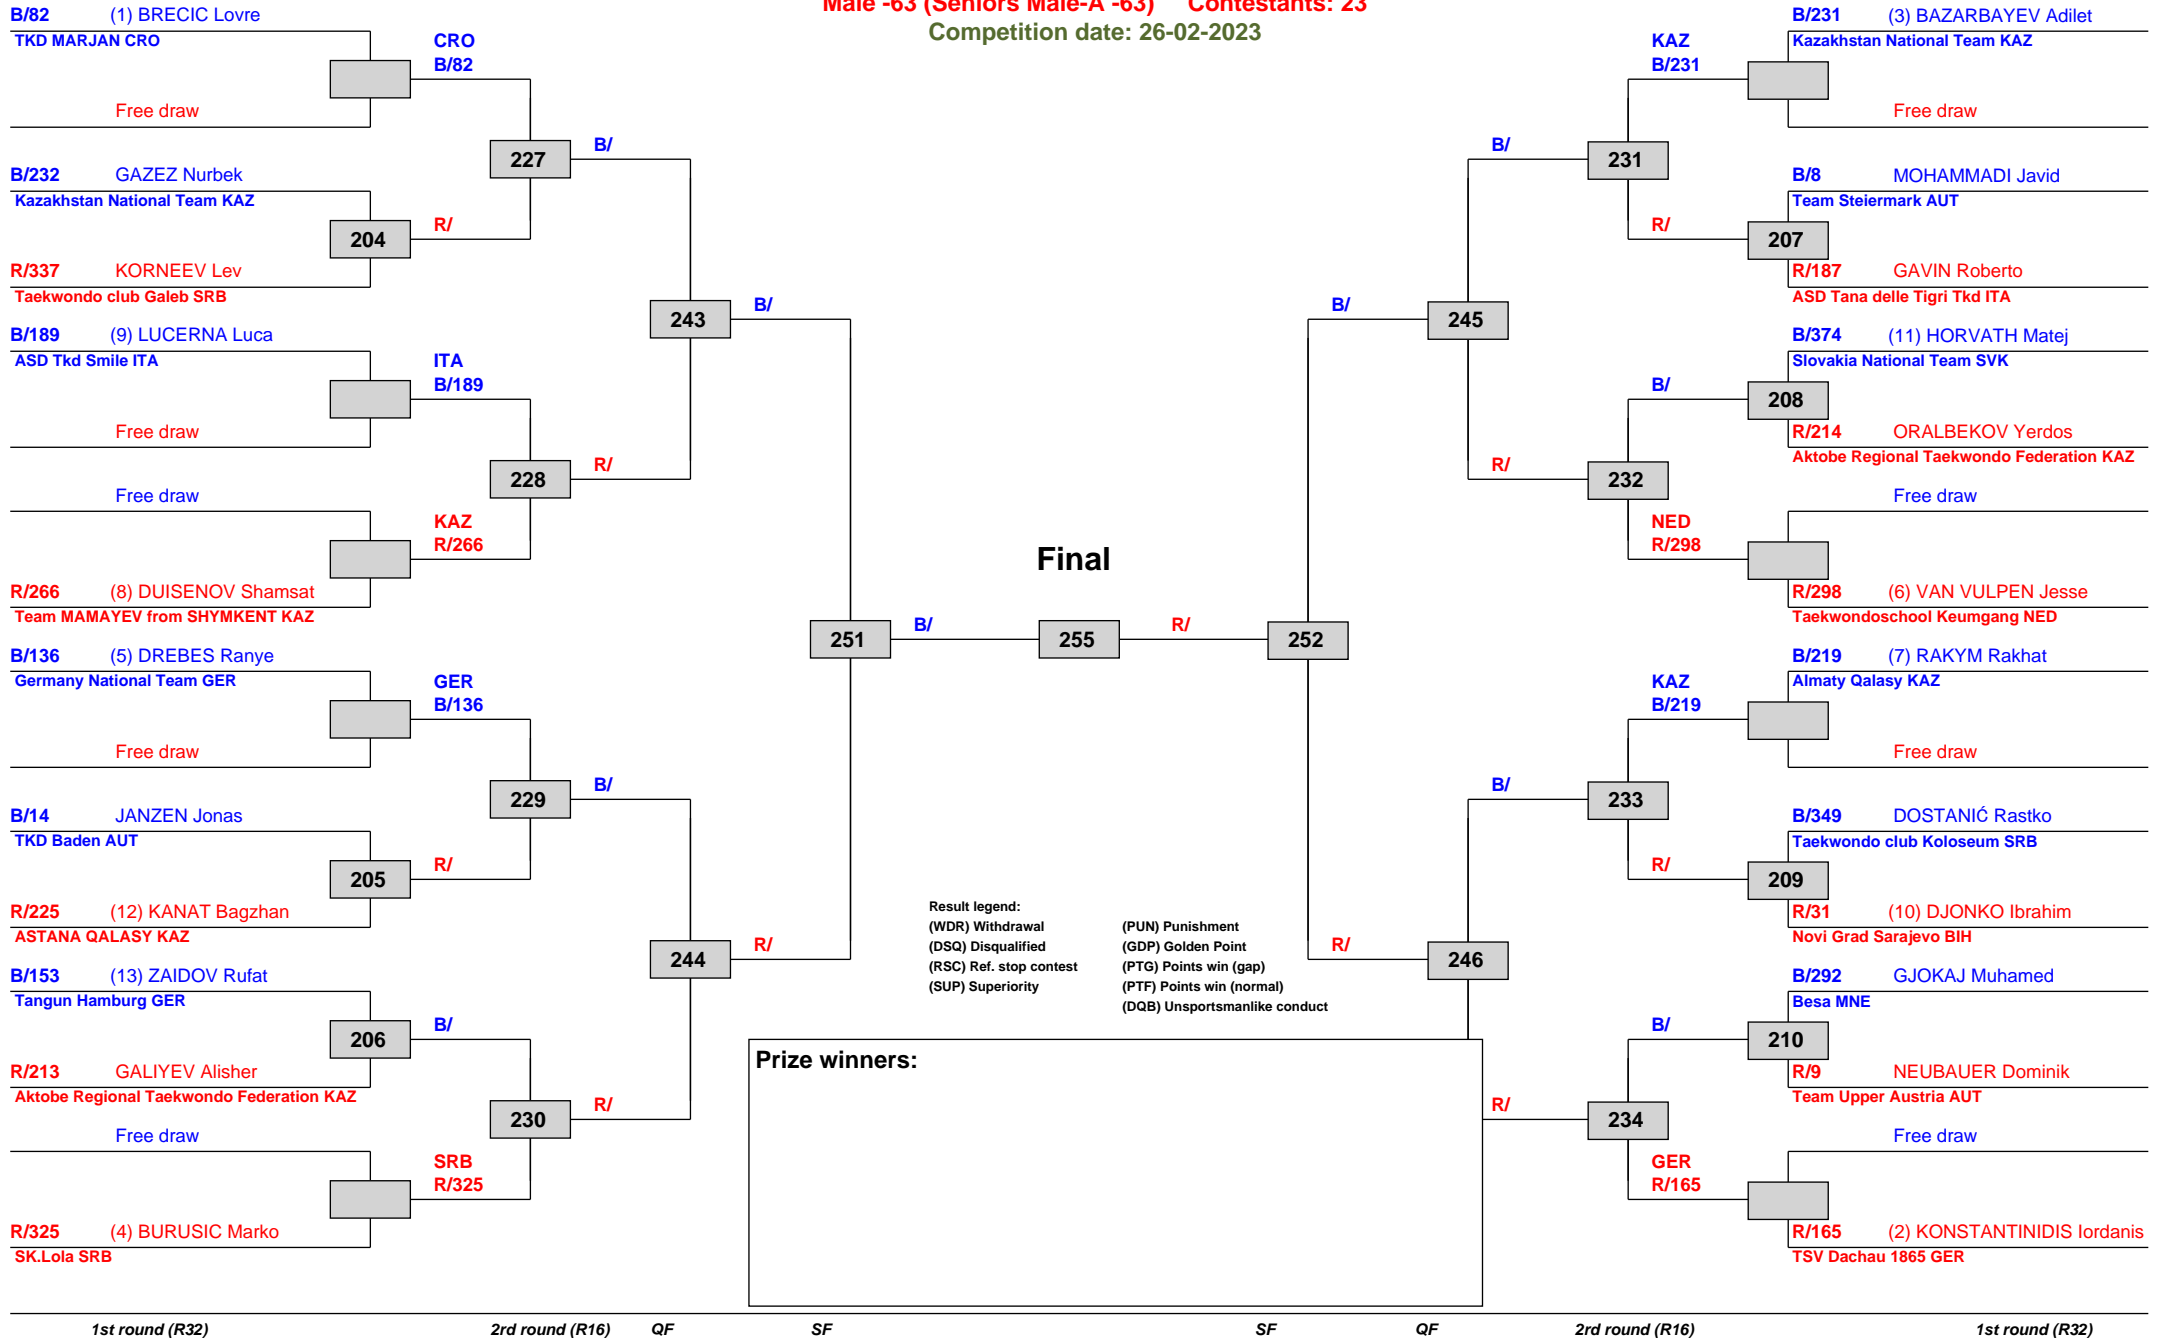 Male -63 (Seniors Male-A -63) Contestants: 23
Competition date: 26-02-2023
B/82 (1) BRECIC Lovre
TKD MARJAN CRO
CRO
B/82
Free draw
227
B/
B/232 GAZEZ Nurbek
Kazakhstan National Team KAZ
204
R/
R/337 KORNEEV Lev
Taekwondo club Galeb SRB
243
B/
B/189 (9) LUCERNA Luca
ASD Tkd Smile ITA
ITA
B/189
Free draw
228
R/
Free draw
KAZ
R/266
R/266 (8) DUISENOV Shamsat
Team MAMAYEV from SHYMKENT KAZ
251
B/
B/136 (5) DREBES Ranye
Germany National Team GER
GER
B/136
Free draw
229
B/
B/14 JANZEN Jonas
TKD Baden AUT
205
R/
R/225 (12) KANAT Bagzhan
ASTANA QALASY KAZ
244
R/
B/153 (13) ZAIDOV Rufat
Tangun Hamburg GER
206
B/
R/213 GALIYEV Alisher
Aktobe Regional Taekwondo Federation KAZ
230
R/
Free draw
SRB
R/325
R/325 (4) BURUSIC Marko
SK.Lola SRB
Final
255
R/
252
B/231 (3) BAZARBAYEV Adilet
Kazakhstan National Team KAZ
KAZ
B/231
Free draw
B/
231
B/8 MOHAMMADI Javid
Team Steiermark AUT
R/
207
R/187 GAVIN Roberto
ASD Tana delle Tigri Tkd ITA
B/
245
B/374 (11) HORVATH Matej
Slovakia National Team SVK
B/
208
R/214 ORALBEKOV Yerdos
Aktobe Regional Taekwondo Federation KAZ
R/
232
Free draw
NED
R/298
R/298 (6) VAN VULPEN Jesse
Taekwondoschool Keumgang NED
B/219 (7) RAKYM Rakhat
Almaty Qalasy KAZ
KAZ
B/219
Free draw
B/
233
B/349 DOSTANIĆ Rastko
Taekwondo club Koloseum SRB
R/
209
R/31 (10) DJONKO Ibrahim
Novi Grad Sarajevo BIH
R/
246
B/292 GJOKAJ Muhamed
Besa MNE
B/
210
R/9 NEUBAUER Dominik
Team Upper Austria AUT
R/
234
Free draw
GER
R/165
R/165 (2) KONSTANTINIDIS Iordanis
TSV Dachau 1865 GER
Result legend:
(WDR) Withdrawal (PUN) Punishment
(DSQ) Disqualified (GDP) Golden Point
(RSC) Ref. stop contest (PTG) Points win (gap)
(SUP) Superiority (PTF) Points win (normal)
(DQB) Unsportsmanlike conduct
Prize winners:
1st round (R32) 2rd round (R16) QF SF SF QF 2rd round (R16) 1st round (R32)